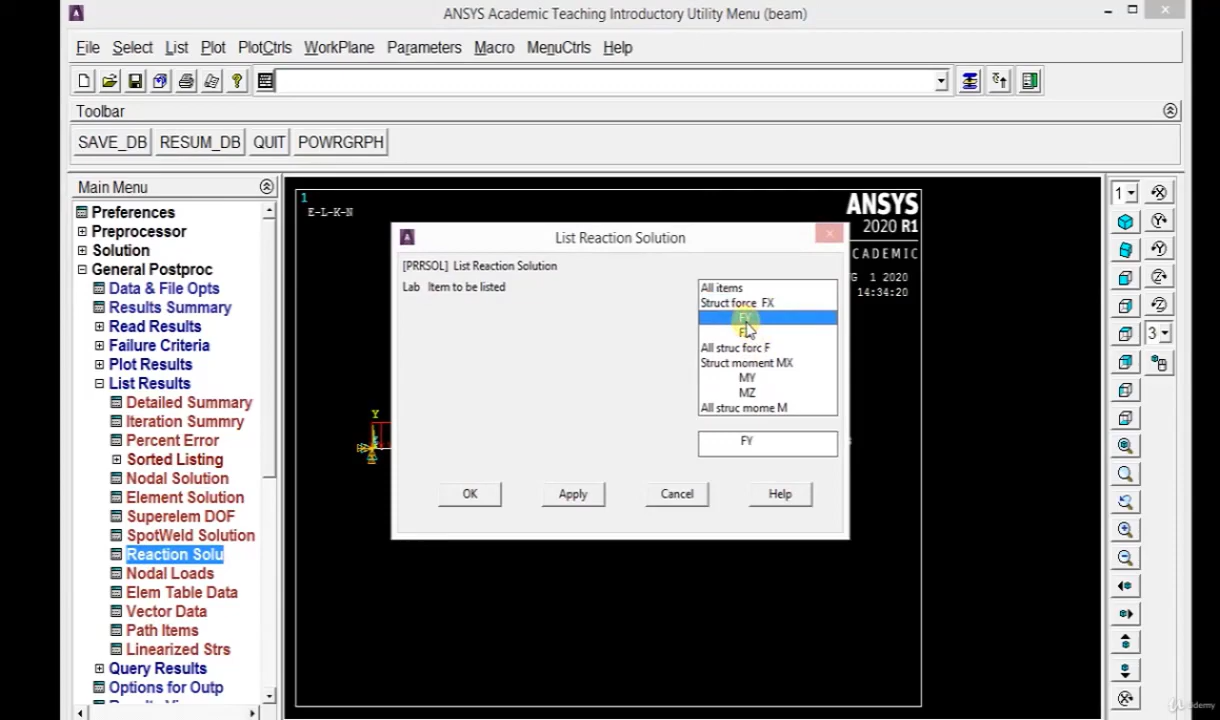 ANSYS Academic Teaching Introductory Utility Menu (beam)
File Select List Plot PlotCtrls WorkPlane Parameters Macro MenuCtrls Help
Toolbar
SAVE_DB RESUM_DB QUIT POWRGRPH
Main Menu
Preferences
Preprocessor
Solution
General Postproc
Data & File Opts
Results Summary
Read Results
Failure Criteria
Plot Results
List Results
Detailed Summary
Iteration Summry
Percent Error
Sorted Listing
Nodal Solution
Element Solution
Superelem DOF
SpotWeld Solution
Reaction Solu
Nodal Loads
Elem Table Data
Vector Data
Path Items
Linearized Strs
Query Results
Options for Outp
1
E-L-K-N
ANSYS
2020 R1
CADEMIC
G 1 2020
14:34:20
Y
List Reaction Solution
[PRRSOL] List Reaction Solution
Lab Item to be listed
All items
Struct force FX
FY
All struc forc F
Struct moment MX
MY
MZ
All struc mome M
FY
OK Apply Cancel Help
1
3